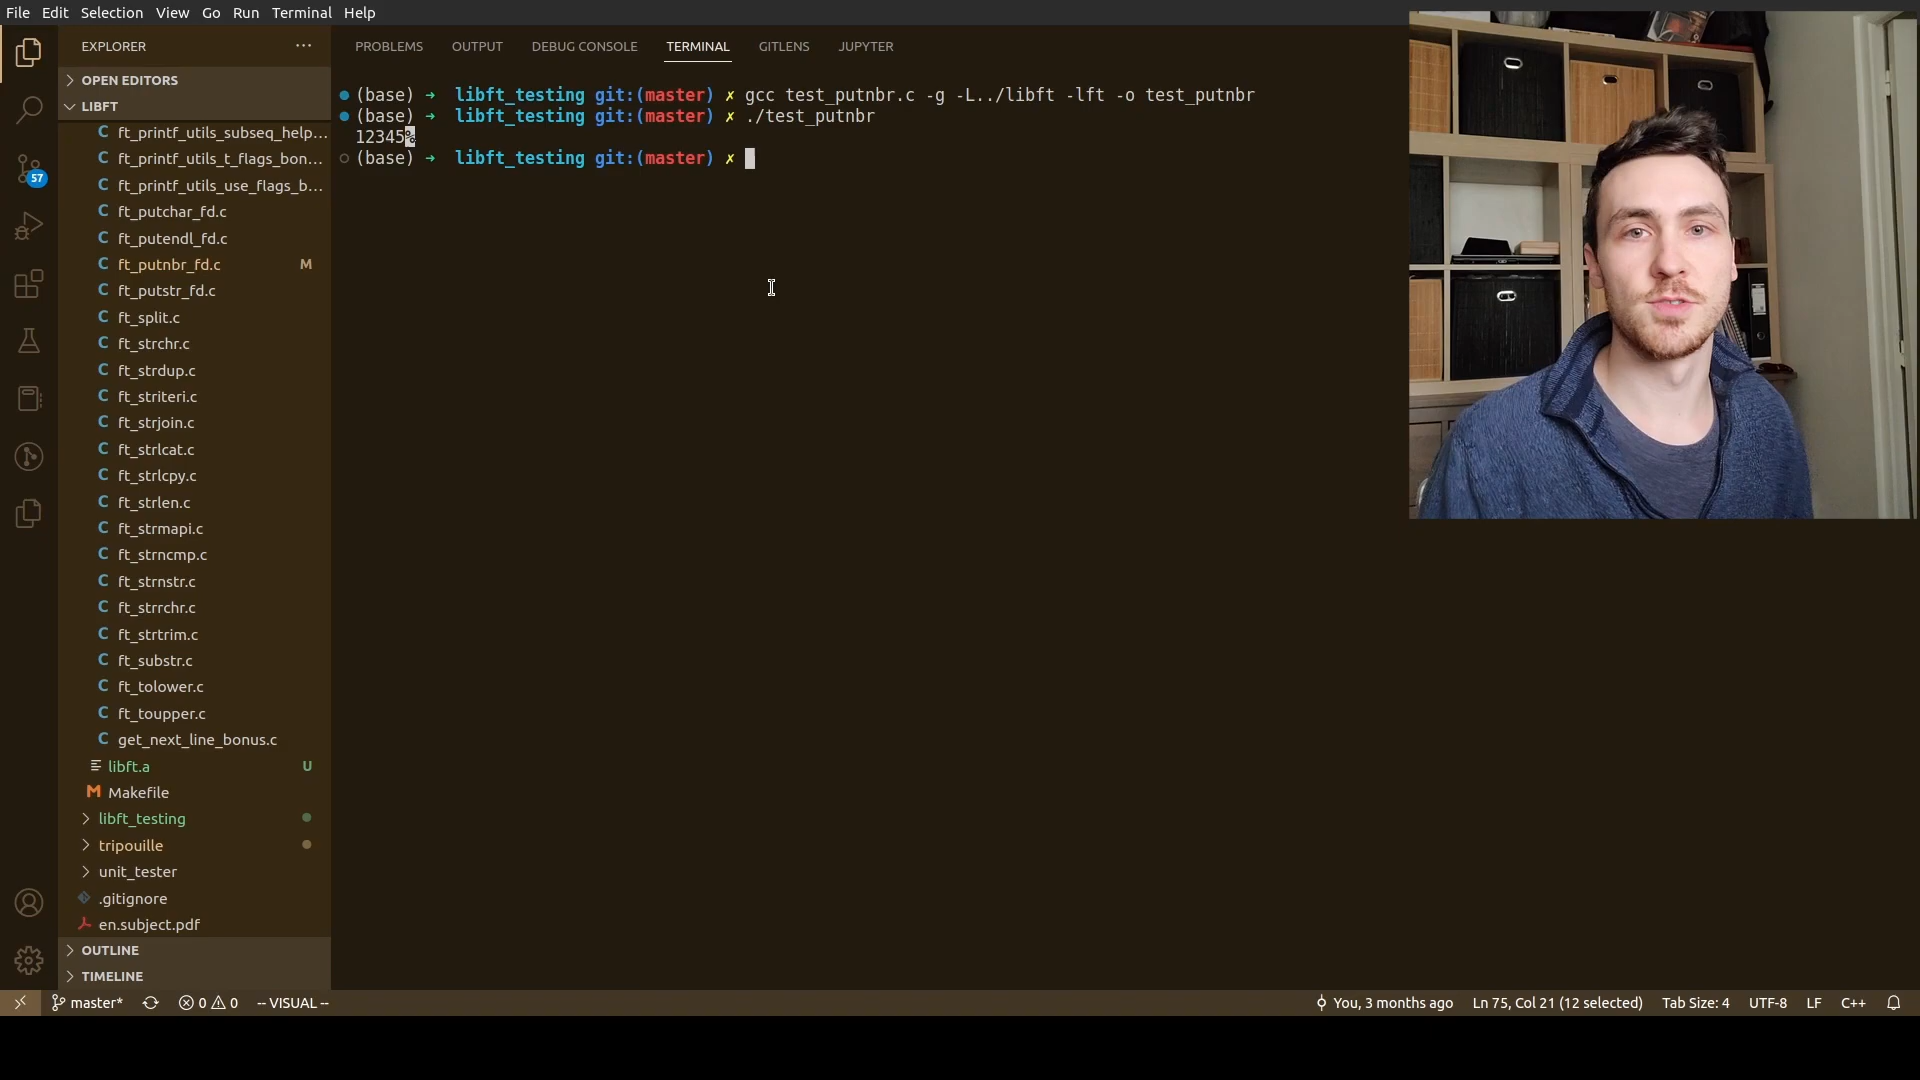 File Edit Selection View Go Run Terminal Help
EXPLORER ···
OPEN EDITORS
LIBFT
ft_printf_utils_subseq_help...
ft_printf_utils_t_flags_bon...
ft_printf_utils_use_flags_b...
C ft_putchar_fd.c
C ft_putendl_fd.c
C ft_putnbr_fd.c M
C ft_putstr_fd.c
C ft_split.c
C ft_strchr.c
C ft_strdup.c
C ft_striteri.c
C ft_strjoin.c
C ft_strlcat.c
C ft_strlcpy.c
C ft_strlen.c
C ft_strmapi.c
C ft_strncmp.c
C ft_strnstr.c
C ft_strrchr.c
C ft_strtrim.c
C ft_substr.c
C ft_tolower.c
C ft_toupper.c
C get_next_line_bonus.c
libft.a U
M Makefile
libft_testing
tripouille
unit_tester
.gitignore
en.subject.pdf
OUTLINE
TIMELINE
57
PROBLEMS OUTPUT DEBUG CONSOLE TERMINAL GITLENS JUPYTER
(base) ➜ libft_testing git:(master) ✗ gcc test_putnbr.c -g -L../libft -lft -o test_putnbr
(base) ➜ libft_testing git:(master) ✗ ./test_putnbr
12345%
(base) ➜ libft_testing git:(master) ✗
master* 0 0 -- VISUAL -- You, 3 months ago Ln 75, Col 21 (12 selected) Tab Size: 4 UTF-8 LF C++